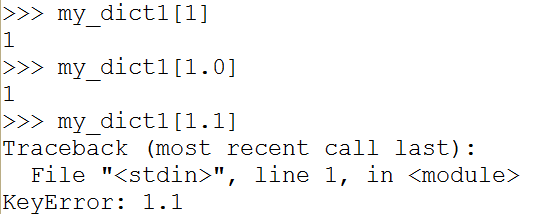 >>> my_dict1[1]
1
>>> my_dict1[1.0]
1
>>> my_dict1[1.1]
Traceback (most recent call last):
  File "<stdin>", line 1, in <module>
KeyError: 1.1